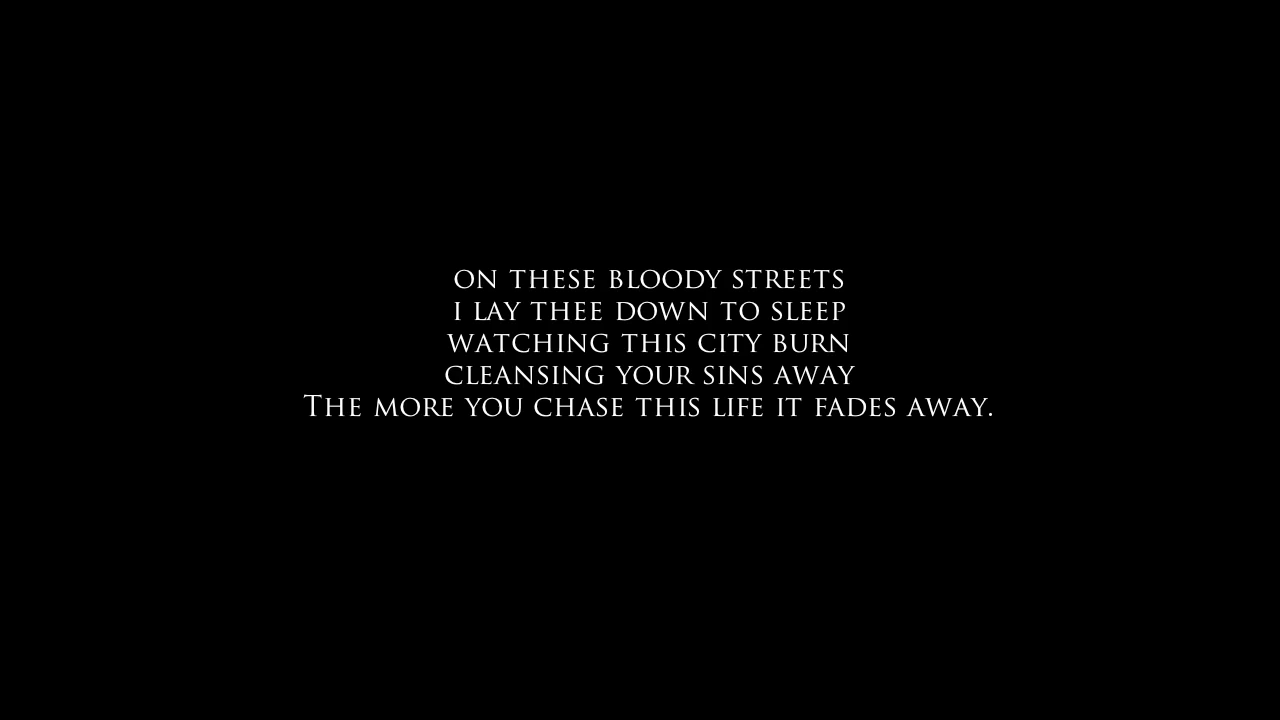 on these bloody streets
i lay thee down to sleep
watching this city burn
cleansing your sins away
The more you chase this life it fades away.